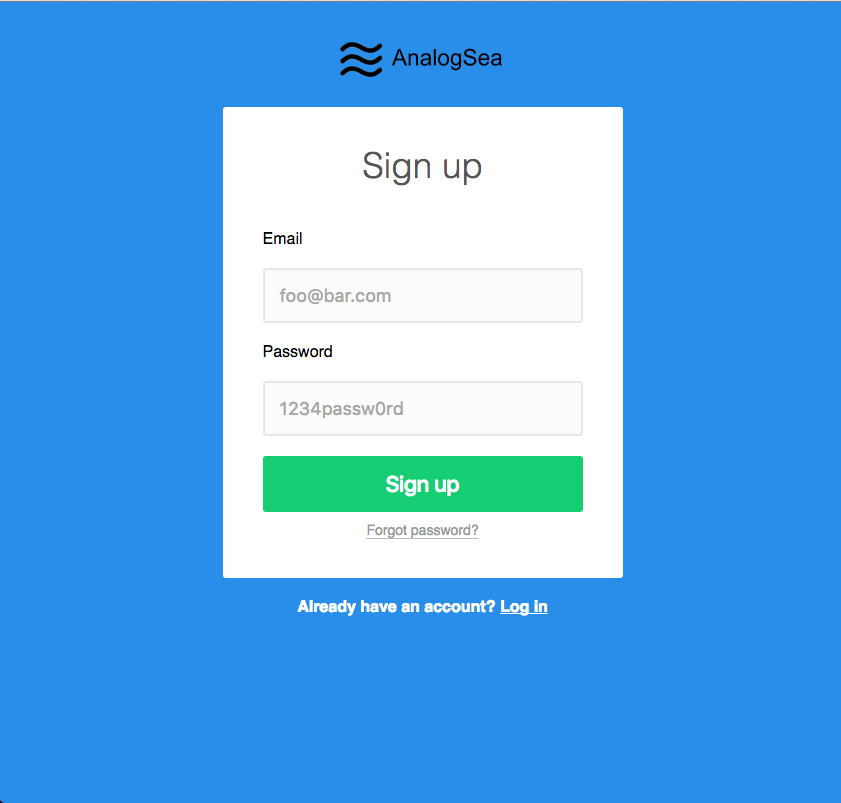 AnalogSea
Sign up
Email
foo@bar.com
Password
1234passw0rd
Sign up
Forgot password?
Already have an account? Log in